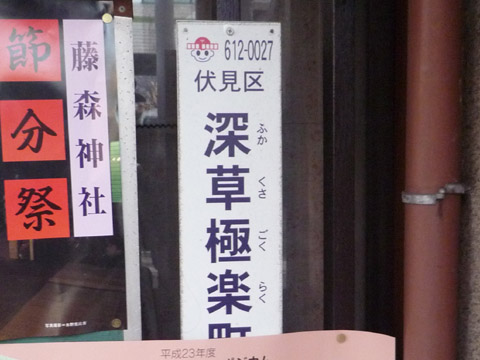 節分祭
藤森神社
612-0027
伏見区
深草極楽町
ふか くさ ごく らく
平成23年度